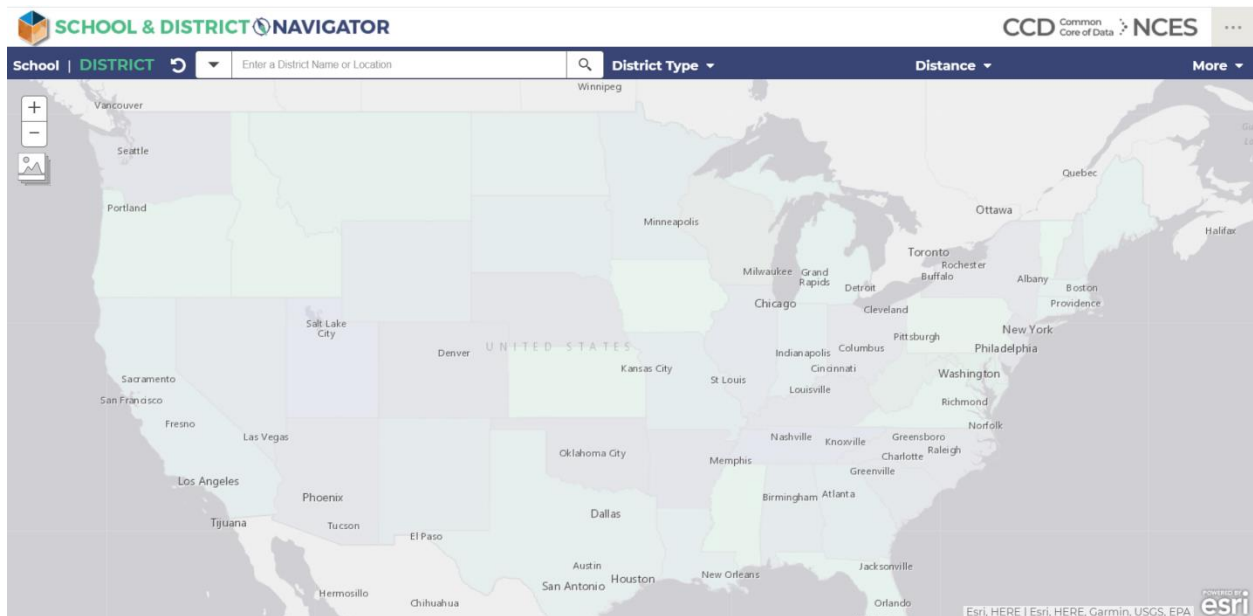 SCHOOL & DISTRICT NAVIGATOR
CCD Common Core of Data NCES
School | DISTRICT
Enter a District Name or Location
District Type
Distance
More
+
−
Winnipeg
Vancouver
Seattle
Quebec
Portland
Ottawa
Minneapolis
Halifax
Toronto
Rochester
Milwaukee
Grand
Rapids
Buffalo
Albany
Detroit
Boston
Chicago
Providence
Cleveland
Salt Lake
City
New York
Pittsburgh
UNITED STATES
Columbus
Philadelphia
Denver
Indianapolis
Kansas City
Cincinnati
Washington
Sacramento
St Louis
Louisville
San Francisco
Richmond
Fresno
Norfolk
Las Vegas
Nashville
Knoxville
Greensboro
Oklahoma City
Charlotte
Raleigh
Memphis
Greenville
Los Angeles
Phoenix
Birmingham
Atlanta
Dallas
Tijuana
Tucson
El Paso
Austin
Jacksonville
San Antonio
Houston
New Orleans
Hermosillo
Chihuahua
Orlando
Esri, HERE | Esri, HERE, Garmin, USGS, EPA
POWERED BY
esri